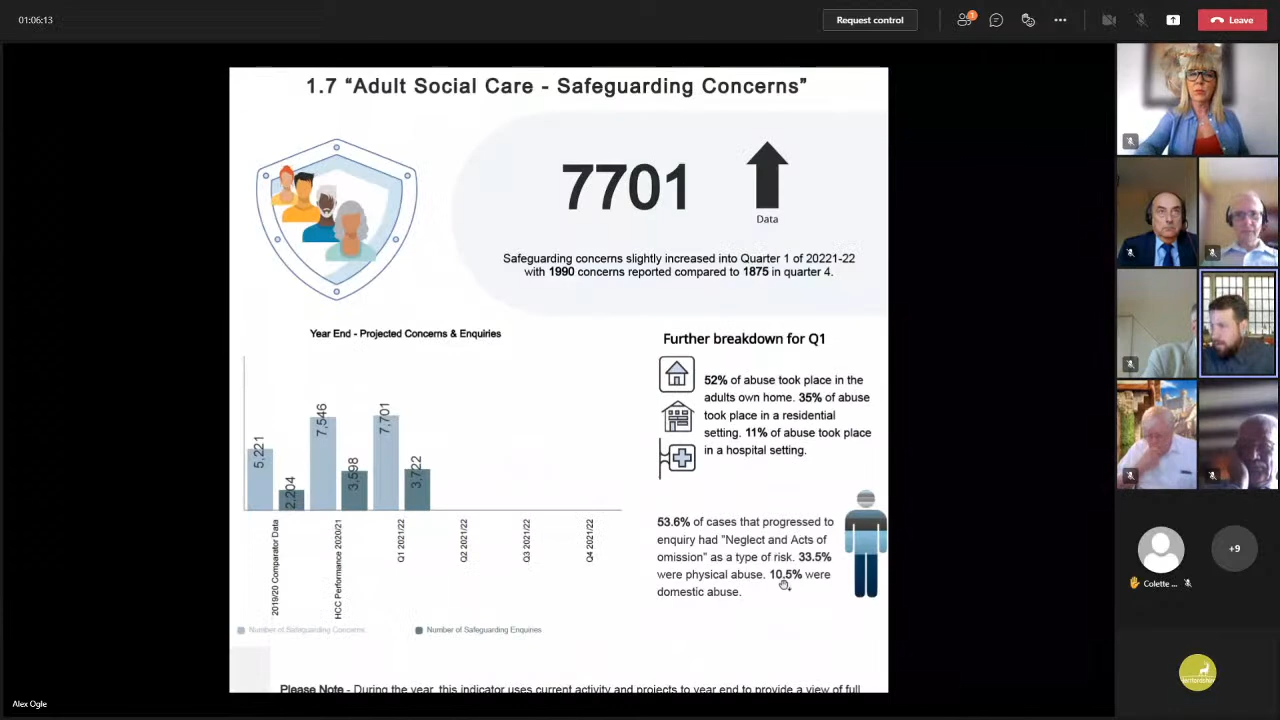 01:06:13
Request control
1
Leave
1.7 “Adult Social Care - Safeguarding Concerns”
7701
Data
Safeguarding concerns slightly increased into Quarter 1 of 20221-22
with 1990 concerns reported compared to 1875 in quarter 4.
Year End - Projected Concerns & Enquiries
5,221
2,204
7,546
3,598
7,701
3,722
2019/20 Comparator Data
HCC Performance 2020/21
Q1 2021/22
Q2 2021/22
Q3 2021/22
Q4 2021/22
Number of Safeguarding Concerns
Number of Safeguarding Enquires
Further breakdown for Q1
52% of abuse took place in the
adults own home. 35% of abuse
took place in a residential
setting. 11% of abuse took place
in a hospital setting.
53.6% of cases that progressed to
enquiry had "Neglect and Acts of
omission" as a type of risk. 33.5%
were physical abuse. 10.5% were
domestic abuse.
Please Note - During the year, this indicator uses current activity and projects to year end to provide a view of full
Colette ...
+9
Alex Ogle